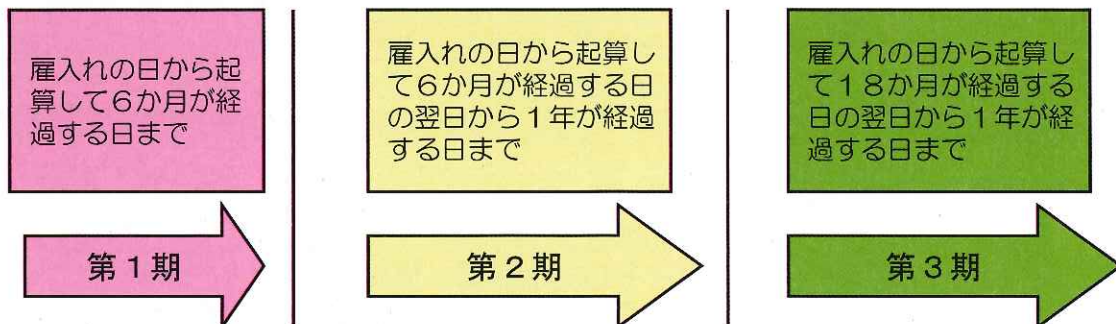 雇入れの日から起
算して６か月が経
過する日まで
雇入れの日から起算し
て６か月が経過する日
の翌日から１年が経過
する日まで
雇入れの日から起算し
て１８か月が経過する
日の翌日から１年が経
過する日まで
第１期
第２期
第３期